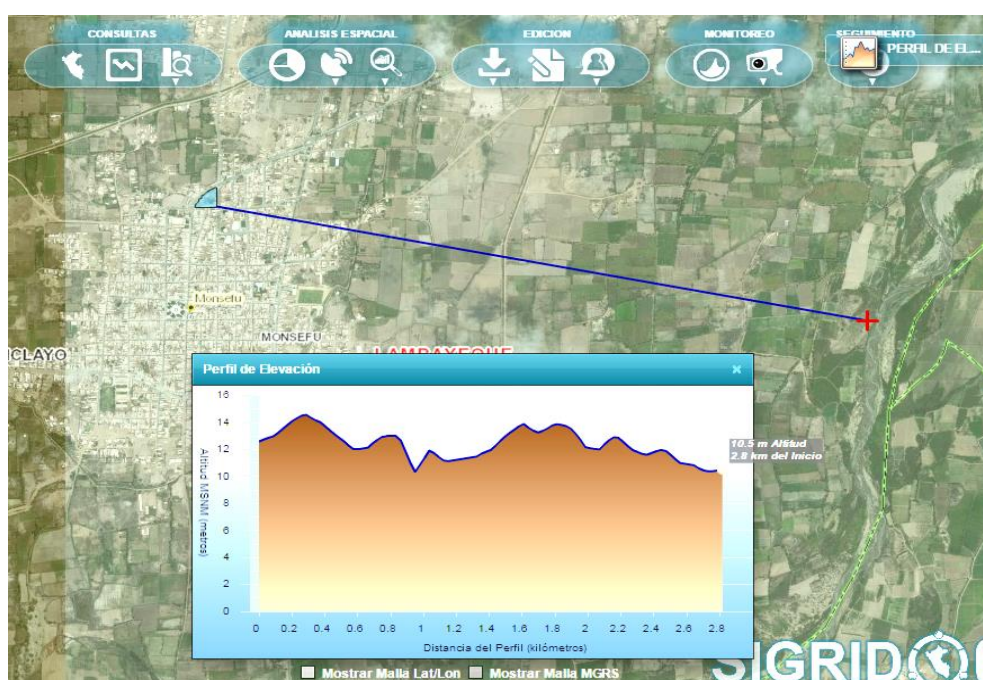 CONSULTAS
ANALISIS ESPACIAL
EDICION
MONITOREO
SEGUIMIENTO
PERFIL DE EL...
Monsefu
MONSEFU
ICLAYO
LAMBAYEQUE
Perfil de Elevación
×
16
14
12
10
8
6
4
2
0
Altitud MSNM (metros)
10.5 m Altitud
2.8 km del Inicio
0 0.2 0.4 0.6 0.8 1 1.2 1.4 1.6 1.8 2 2.2 2.4 2.6 2.8
Distancia del Perfil (kilómetros)
Mostrar Malla Lat/Lon Mostrar Malla MGRS
SIGRID